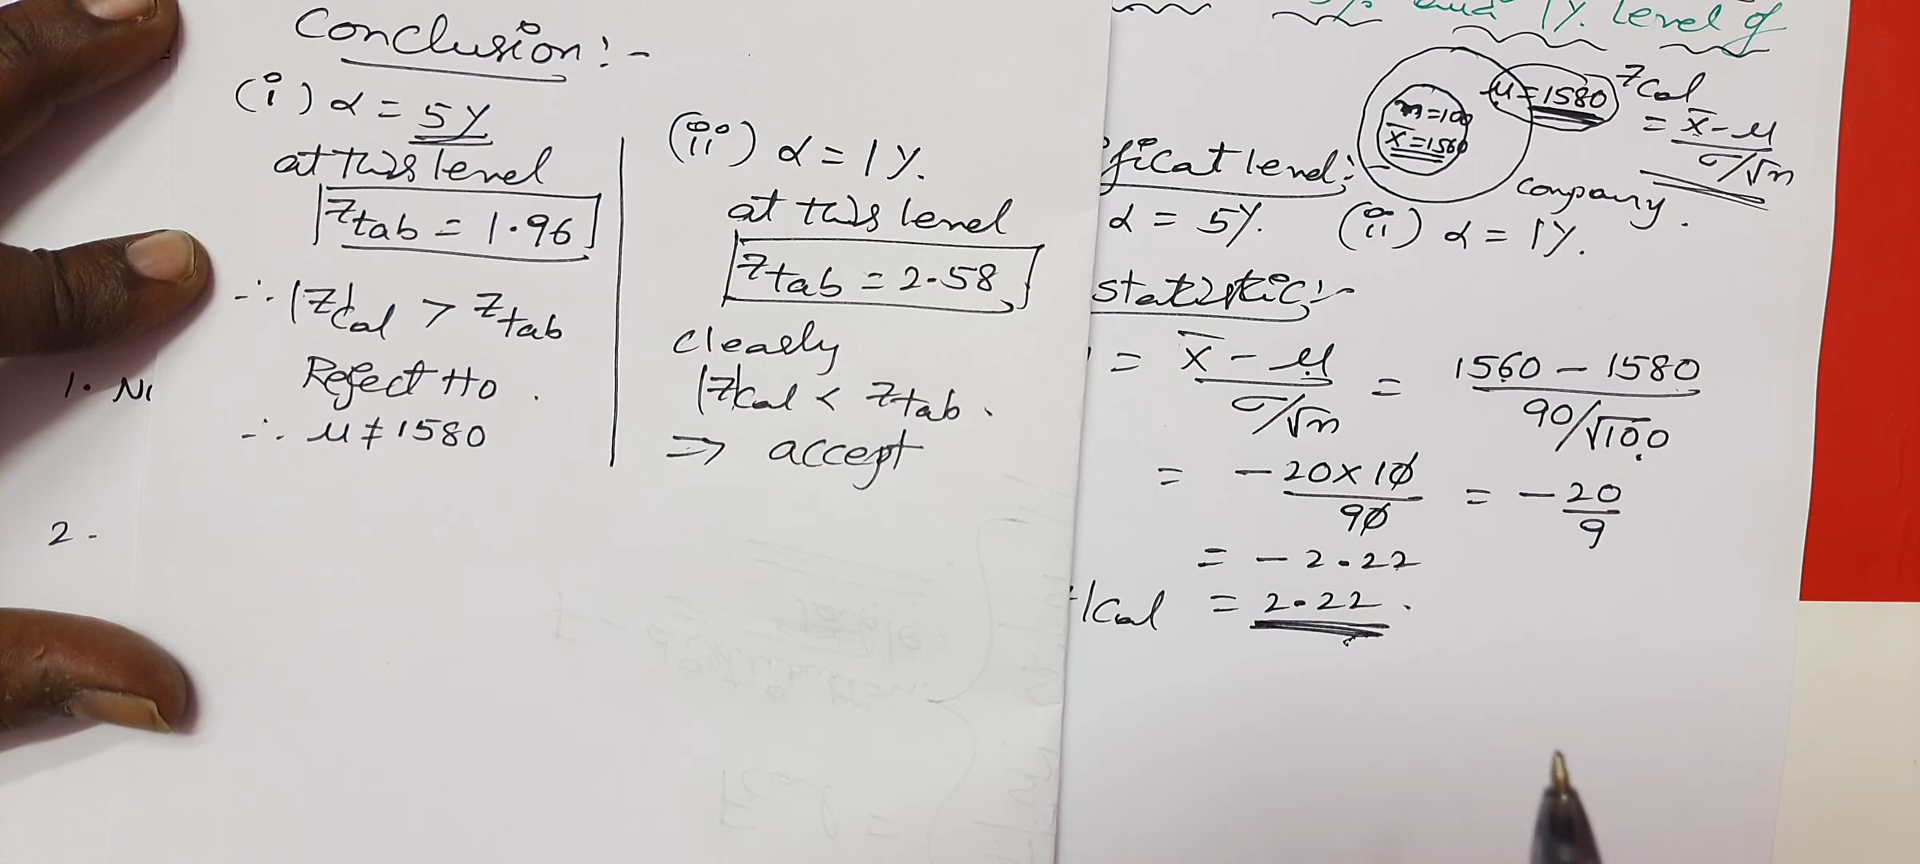 Conclusion :-
(i) α = 5%
at this level
Ztab = 1.96
∴ |Z|cal > Ztab
Reject H0 .
∴ μ ≠ 1580
(ii) α = 1%.
at this level
Ztab = 2.58
clearly
|Z|cal < Ztab .
⇒ accept
1. N
2 -
and 1% level of
n=100
x̄=1560
μ=1580
company.
Zcal
= x̄-μ
σ/√n
ficat level:-
α = 5%. (ii) α = 1%.
statistic:-
= x̄ - μ / σ/√n = 1560 - 1580 / 90/√100
= -20×10 / 90 = -20/9
= -2.22
|cal = 2.22 .